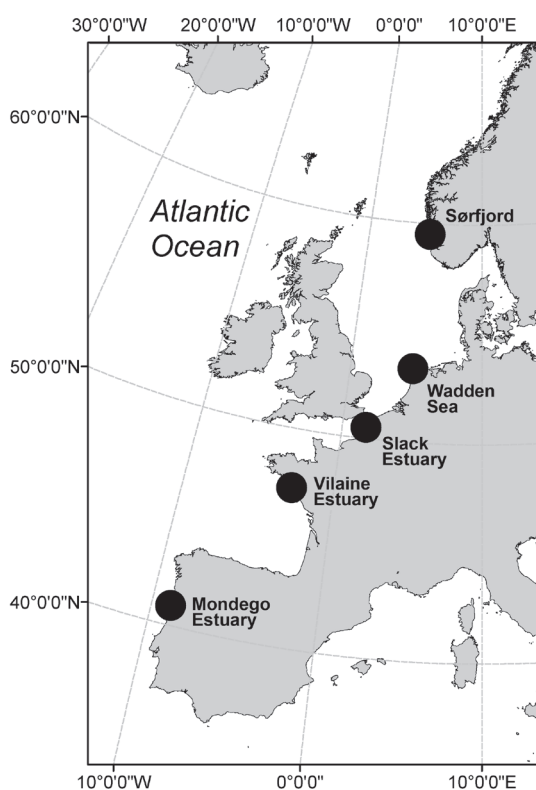 30°0'0"W 20°0'0"W 10°0'0"W 0°0'0" 10°0'0"E
60°0'0"N
Sørfjord
Atlantic
Ocean
50°0'0"N
Wadden
Sea
Slack
Estuary
Vilaine
Estuary
40°0'0"N
Mondego
Estuary
10°0'0"W 0°0'0" 10°0'0"E